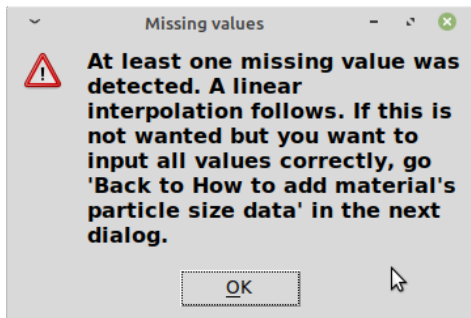 Missing values
At least one missing value was
detected. A linear
interpolation follows. If this is
not wanted but you want to
input all values correctly, go
'Back to How to add material's
particle size data' in the next
dialog.
OK